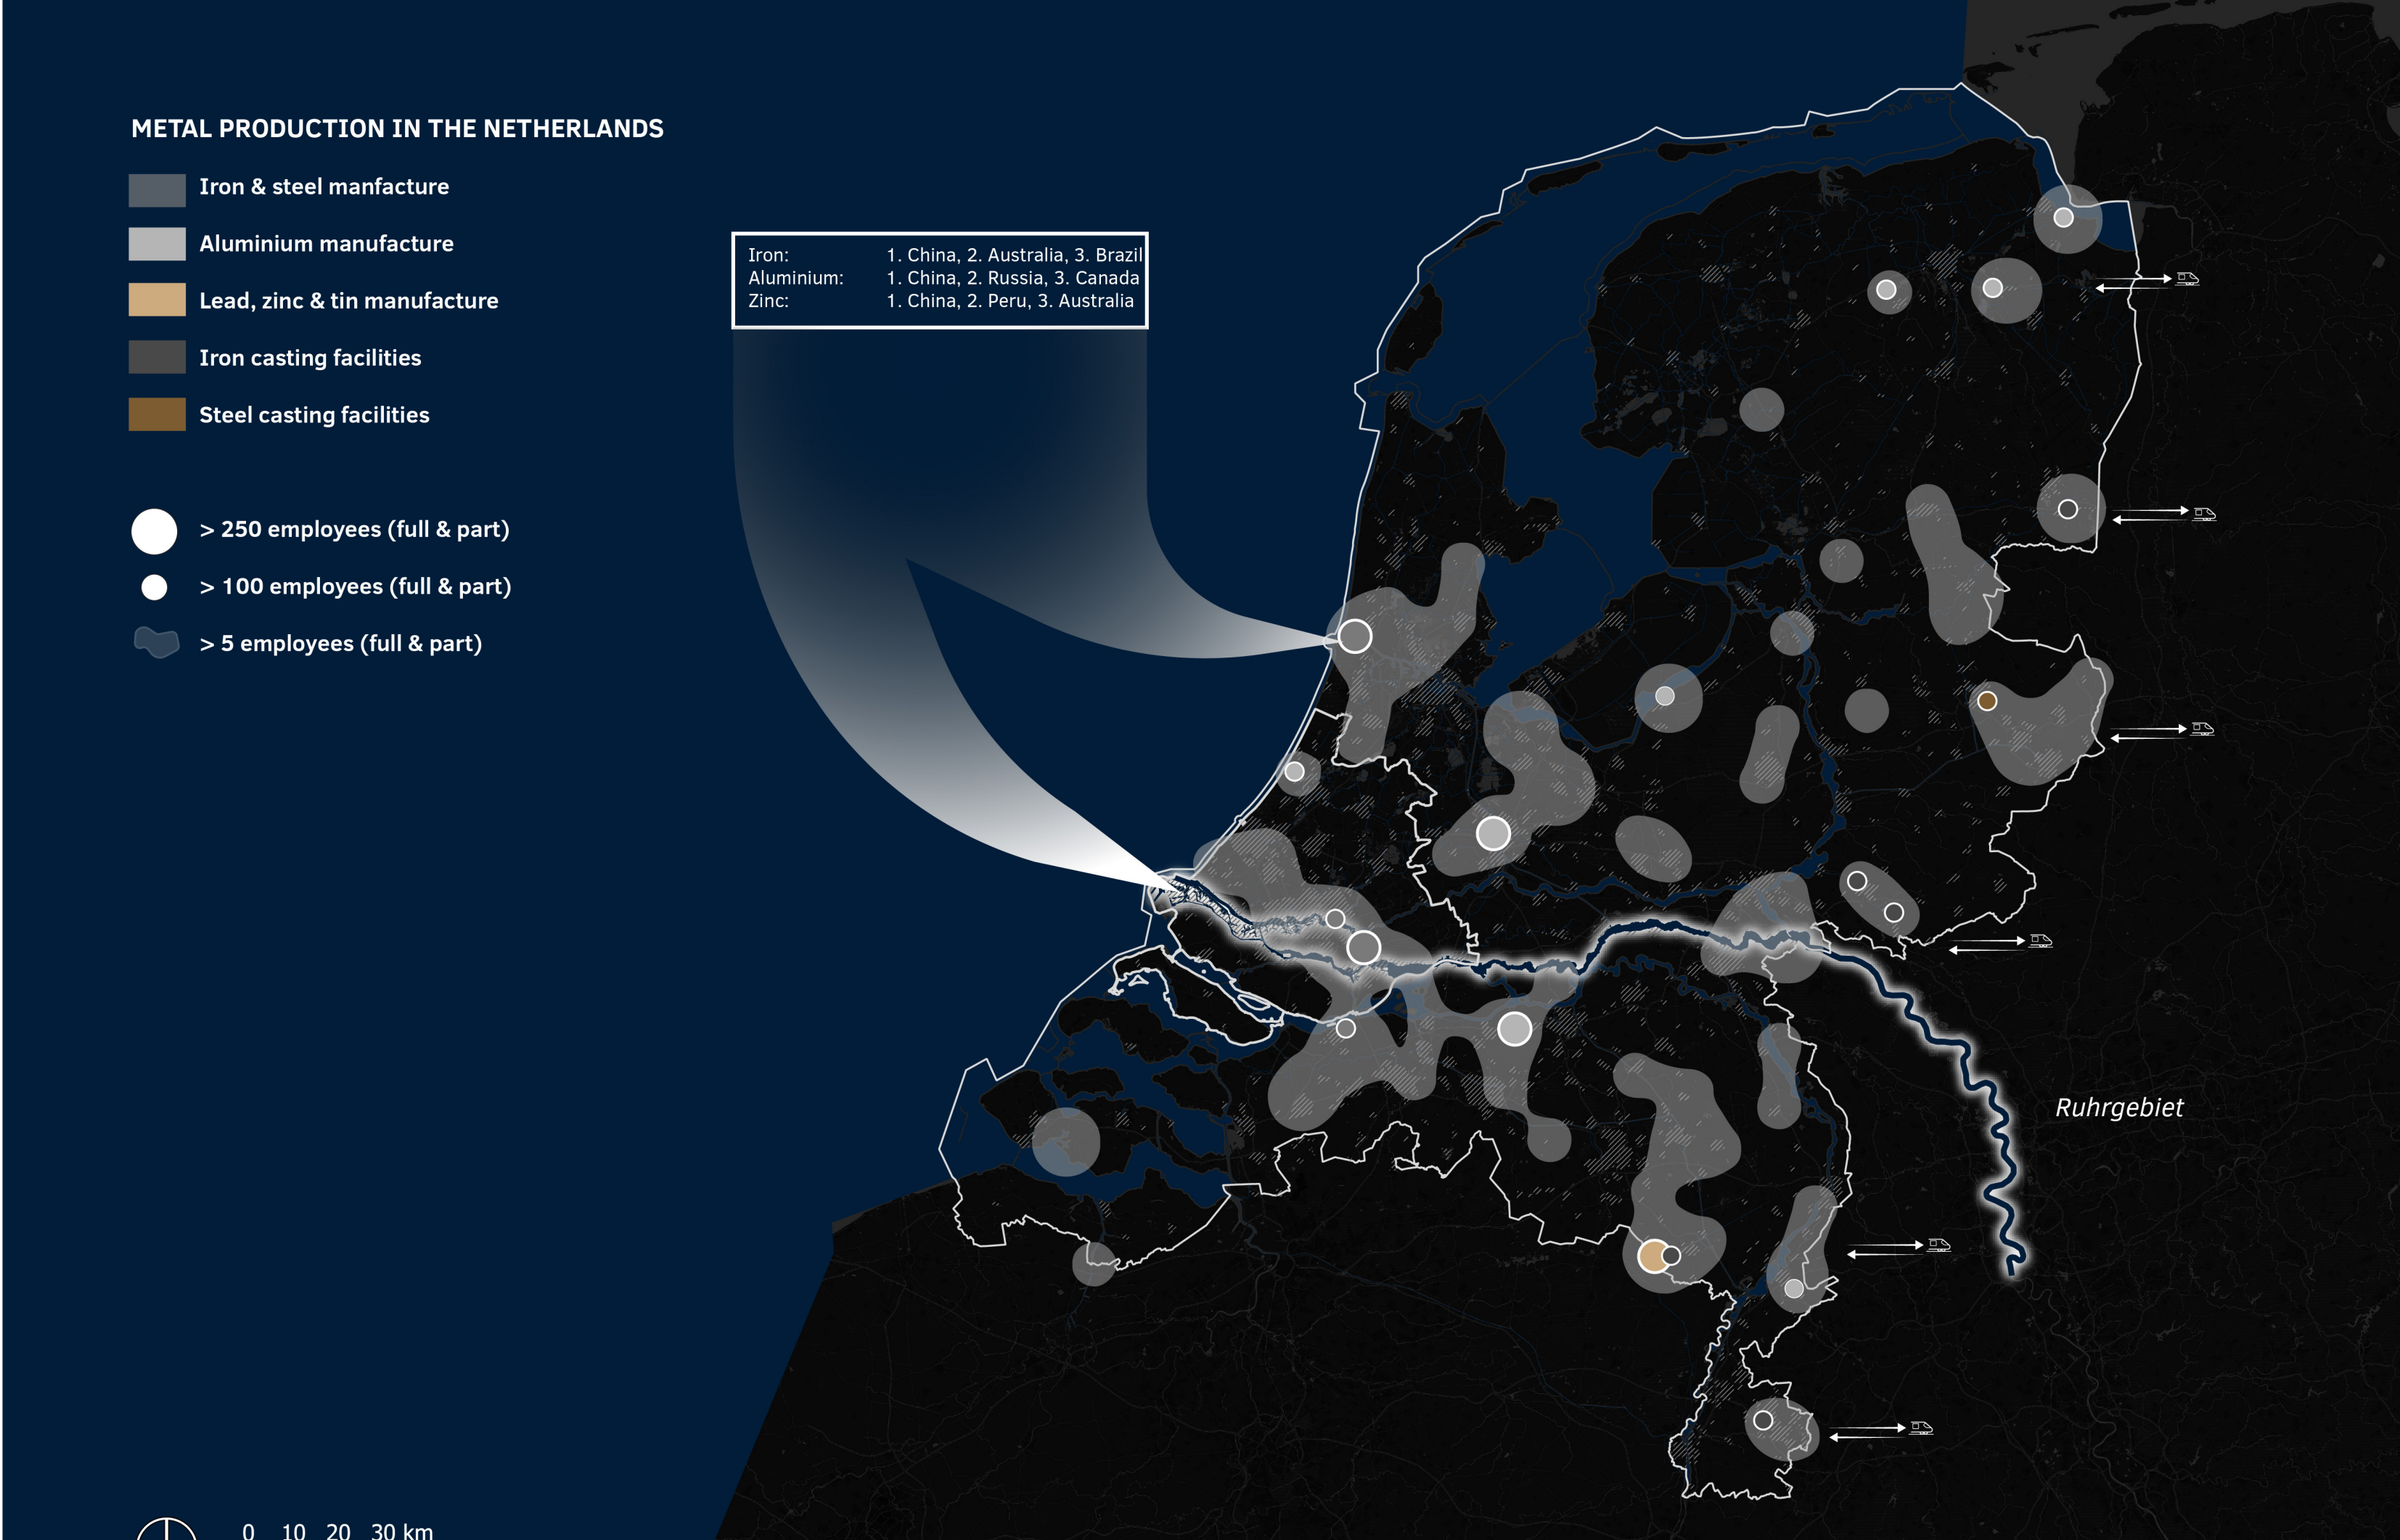 METAL PRODUCTION IN THE NETHERLANDS
Iron & steel manfacture
Aluminium manufacture
Lead, zinc & tin manufacture
Iron casting facilities
Steel casting facilities
> 250 employees (full & part)
> 100 employees (full & part)
> 5 employees (full & part)
Iron: 1. China, 2. Australia, 3. Brazil
Aluminium: 1. China, 2. Russia, 3. Canada
Zinc: 1. China, 2. Peru, 3. Australia
Ruhrgebiet
0 10 20 30 km